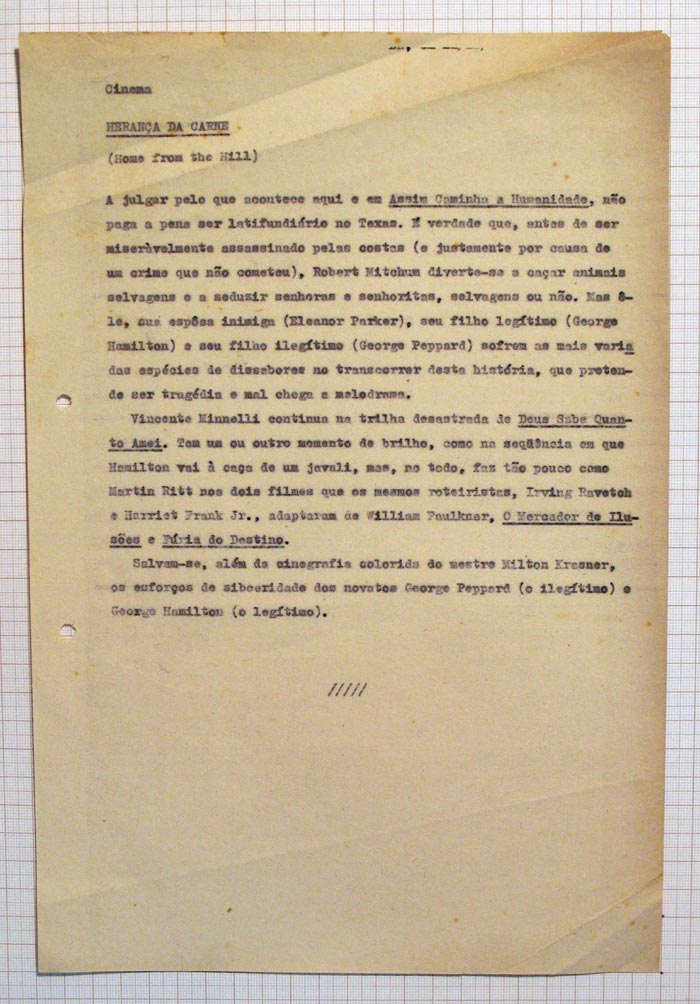 Cinema
HERANÇA DA CARNE
(Home from the Hill)
A julgar pelo que acontece aqui e em Assim Caminha a Humanidade, não
paga a pena ser latifundiário no Texas. É verdade que, antes de ser
miseràvelmente assassinado pelas costas (e justamente por causa de
um crime que não cometeu), Robert Mitchum diverte-se a caçar animais
selvagens e a seduzir senhoras e senhoritas, selvagens ou não. Mas ê-
le, sua espôsa inimiga (Eleanor Parker), seu filho legítimo (George
Hamilton) e seu filho ilegítimo (George Peppard) sofrem as mais varia
das espécies de dissabores no transcorrer desta história, que preten-
de ser tragédia e mal chega a melodrama.
Vincente Minnelli continua na trilha desastrada de Deus Sabe Quan-
to Amei. Tem um ou outro momento de brilho, como na seqüência em que
Hamilton vai à caça de um javali, mas, no todo, faz tão pouco como
Martin Ritt nos dois filmes que os mesmos roteiristas, Irving Ravetch
e Harriet Frank Jr., adaptaram de William Faulkner, O Mercador de Ilu-
sões e Fúria do Destino.
Salvam-se, além da cinegrafia colorida do mestre Milton Krasner,
os esforços de sibceridade dos novatos George Peppard (o ilegítimo) e
George Hamilton (o legítimo).
/////